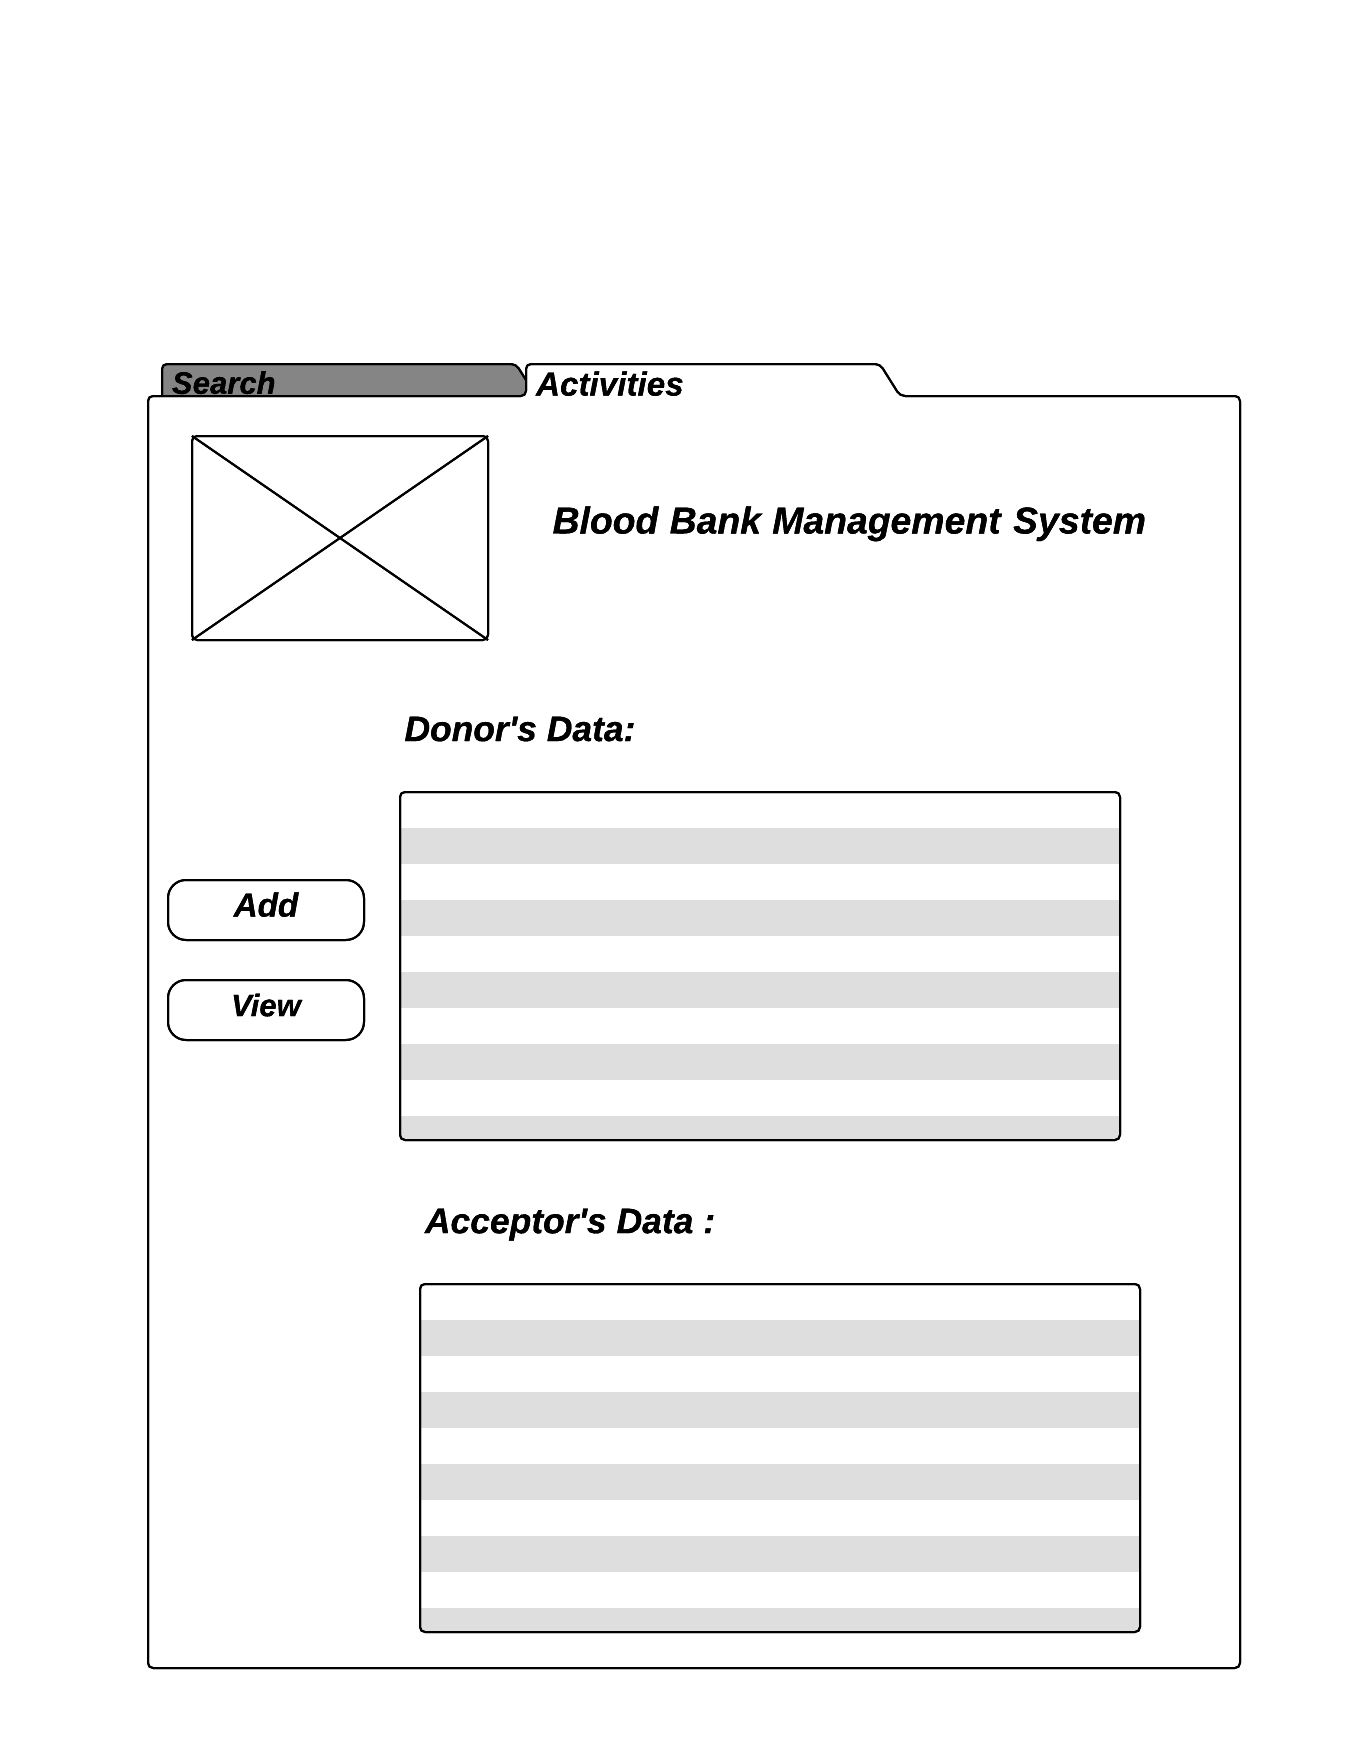 Search
Activities
Blood Bank Management System
Donor's Data:
Add
View
Acceptor's Data :